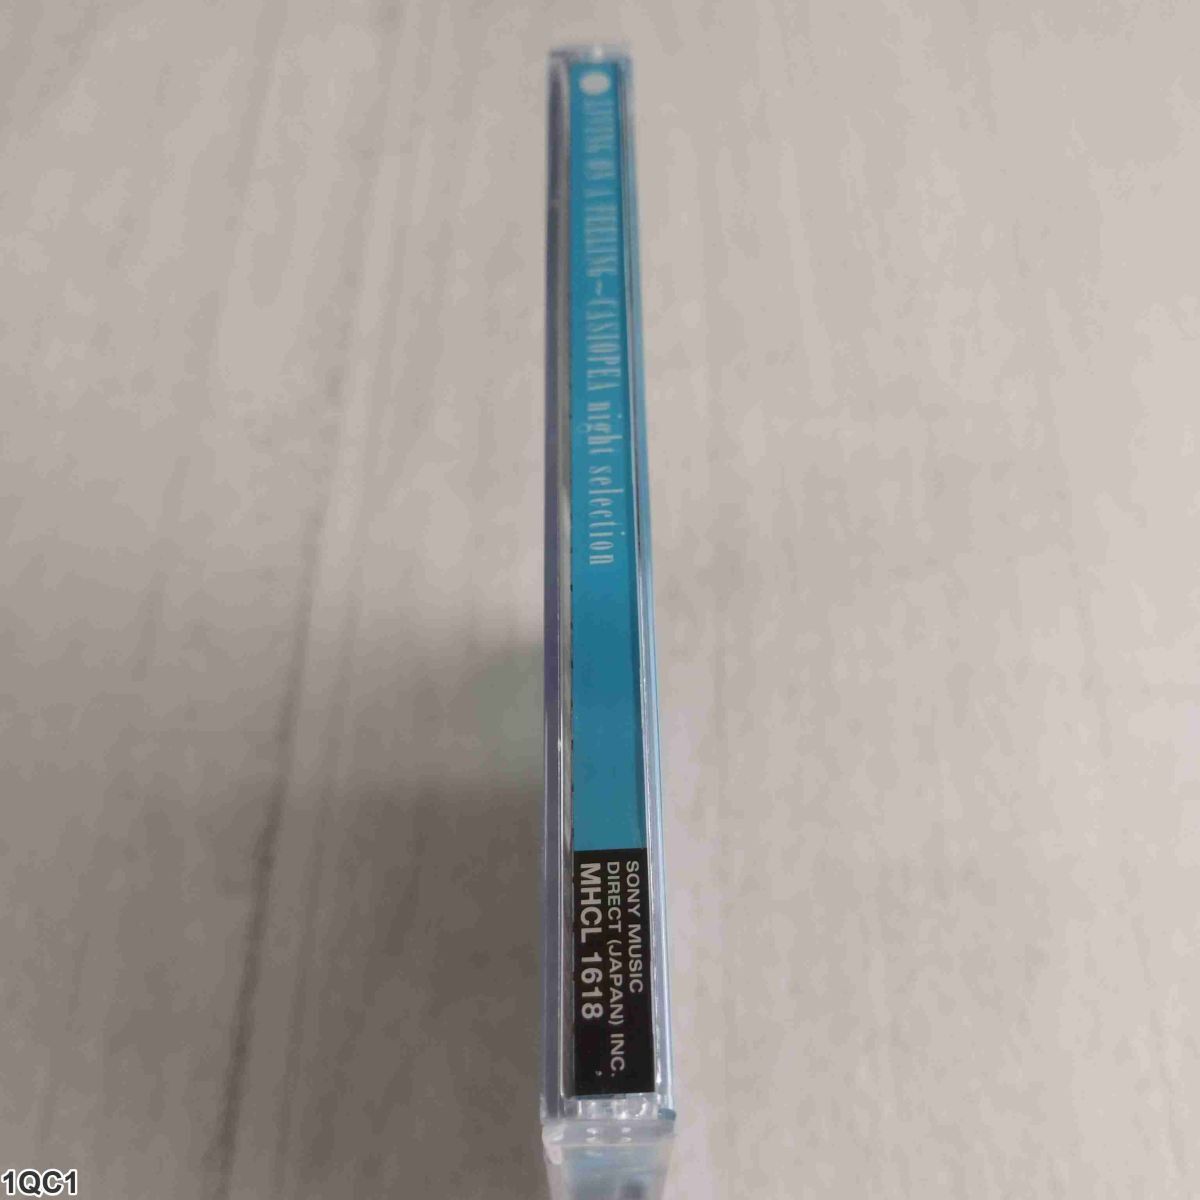 LIVING ON A FEELING~CASIOPEA night selection
SONY MUSIC
DIRECT (JAPAN) INC.
MHCL 1618
1QC1